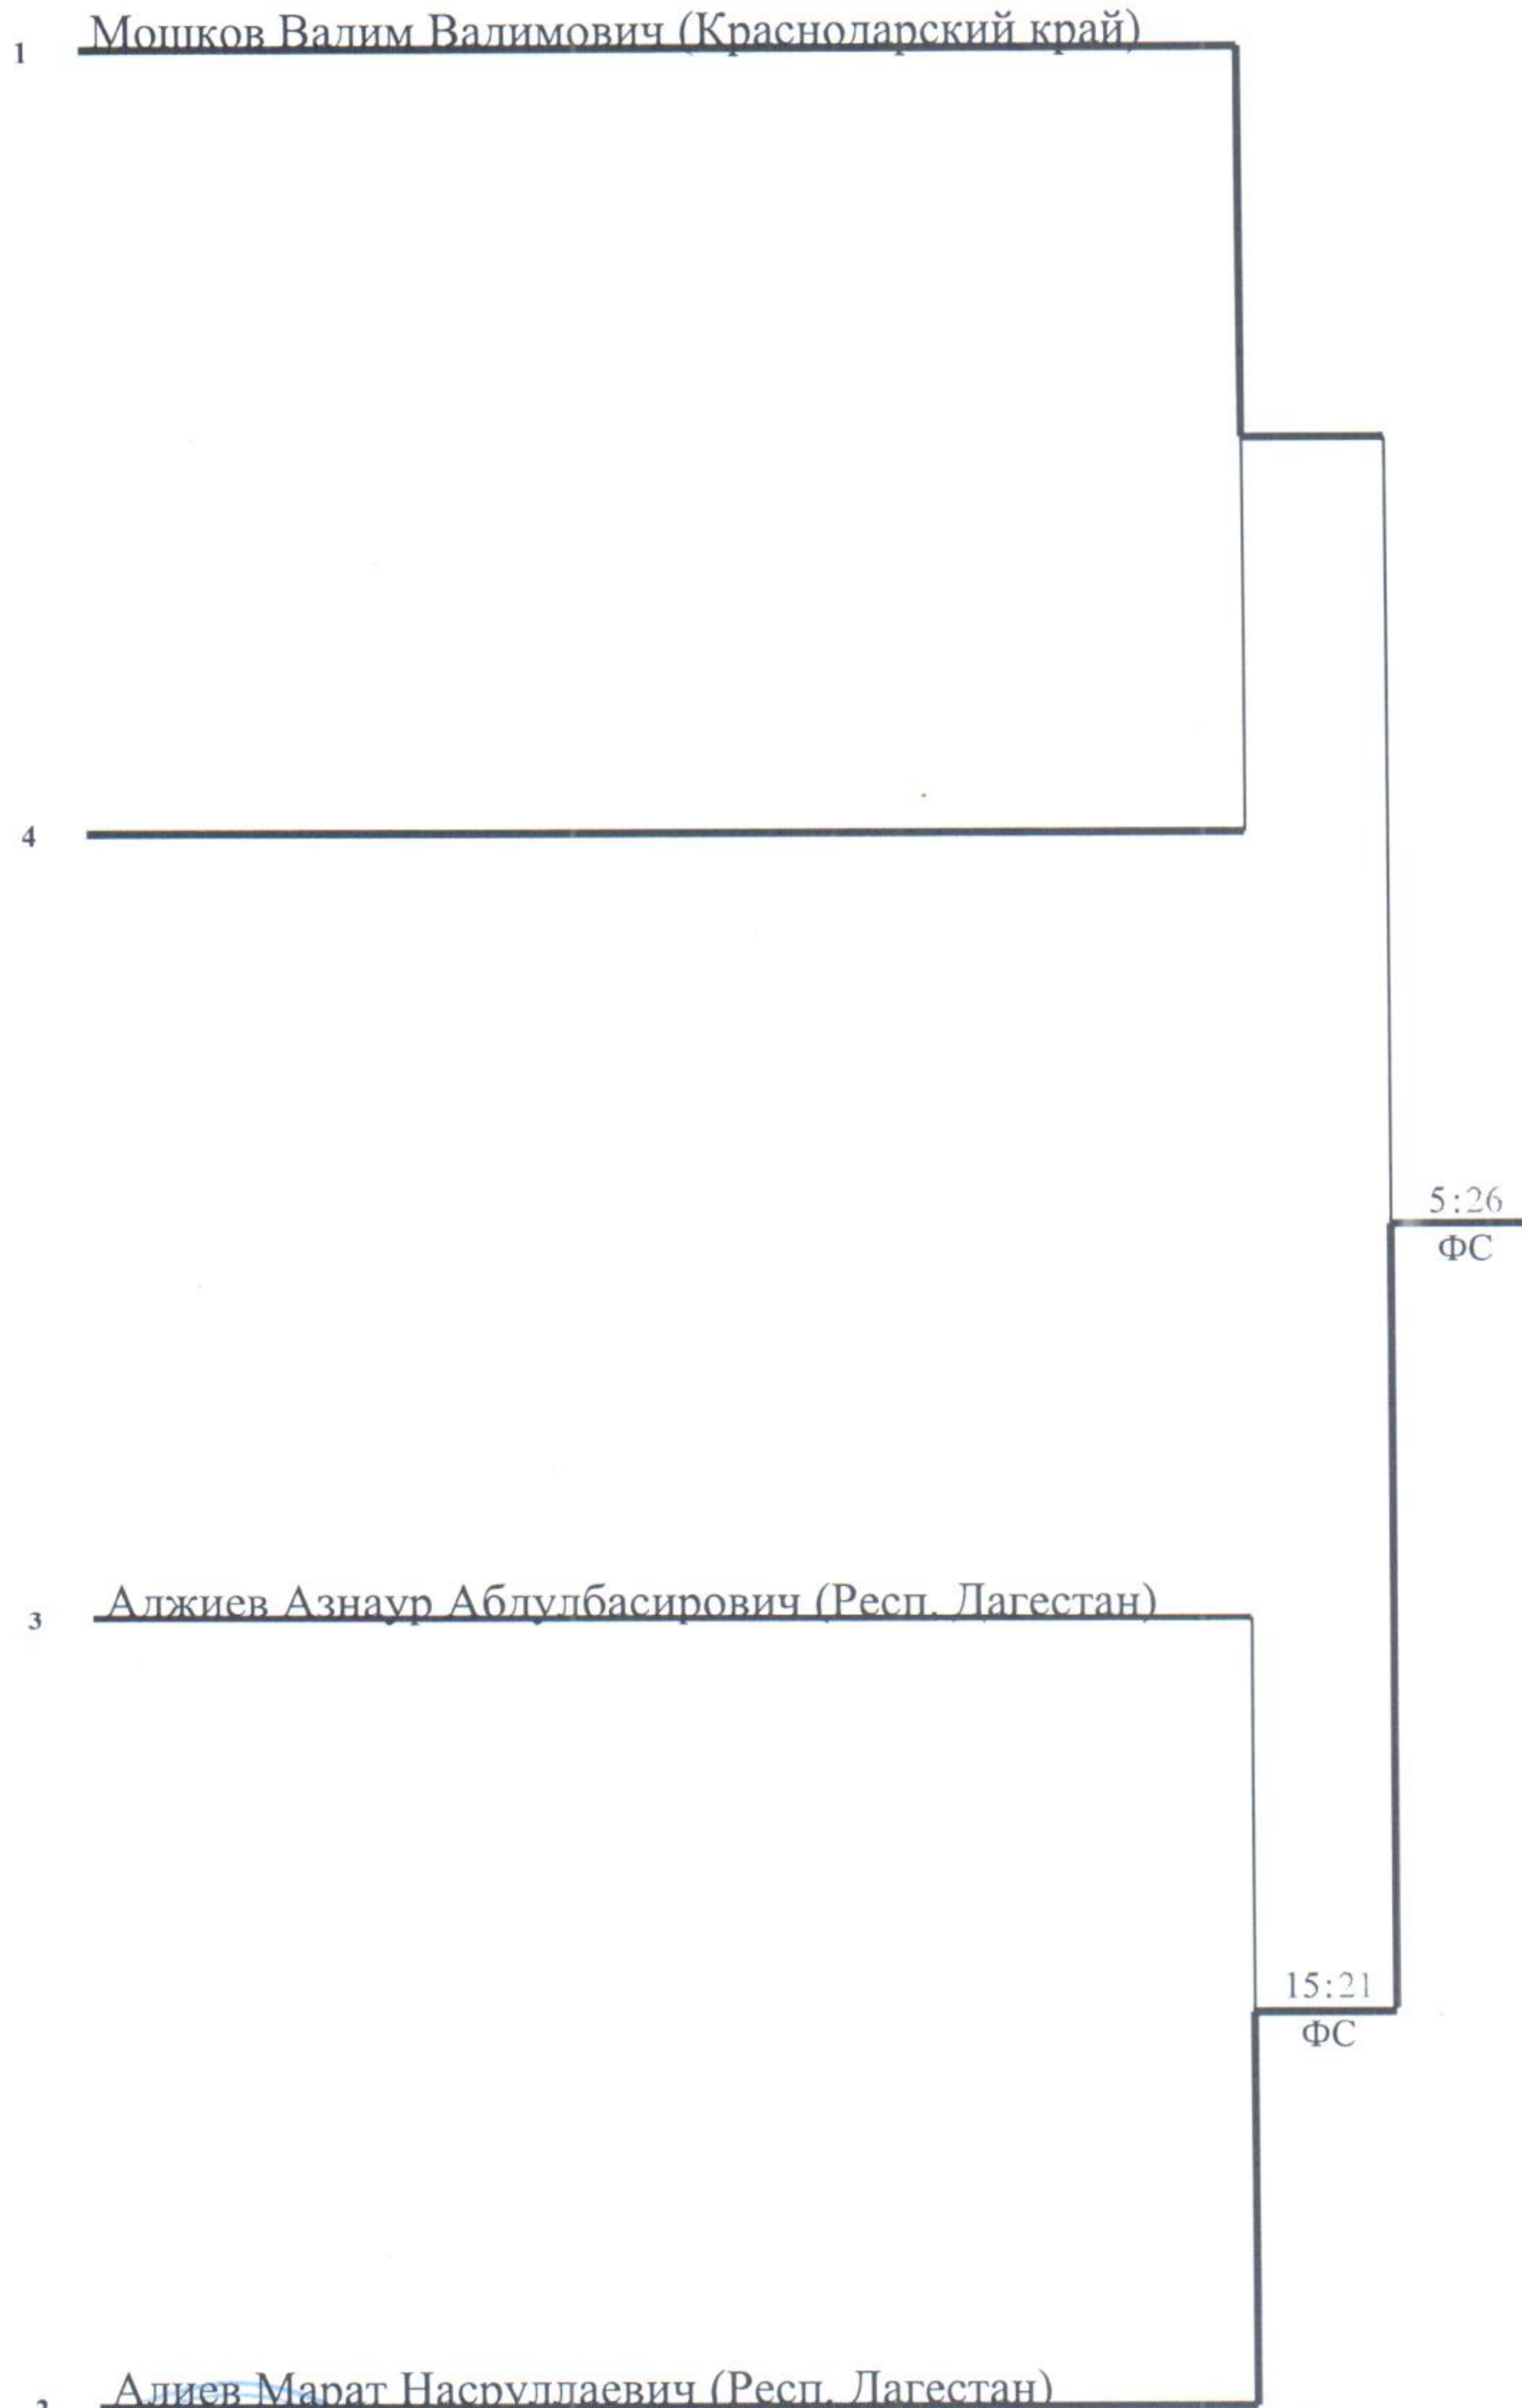 1 Мошков Вадим Вадимович (Краснодарский край)
4
5:26
ФС
3 Аджиев Азнаур Абдулбасирович (Респ. Дагестан)
15:21
ФС
2 Алиев Марат Насруллаевич (Респ. Дагестан)